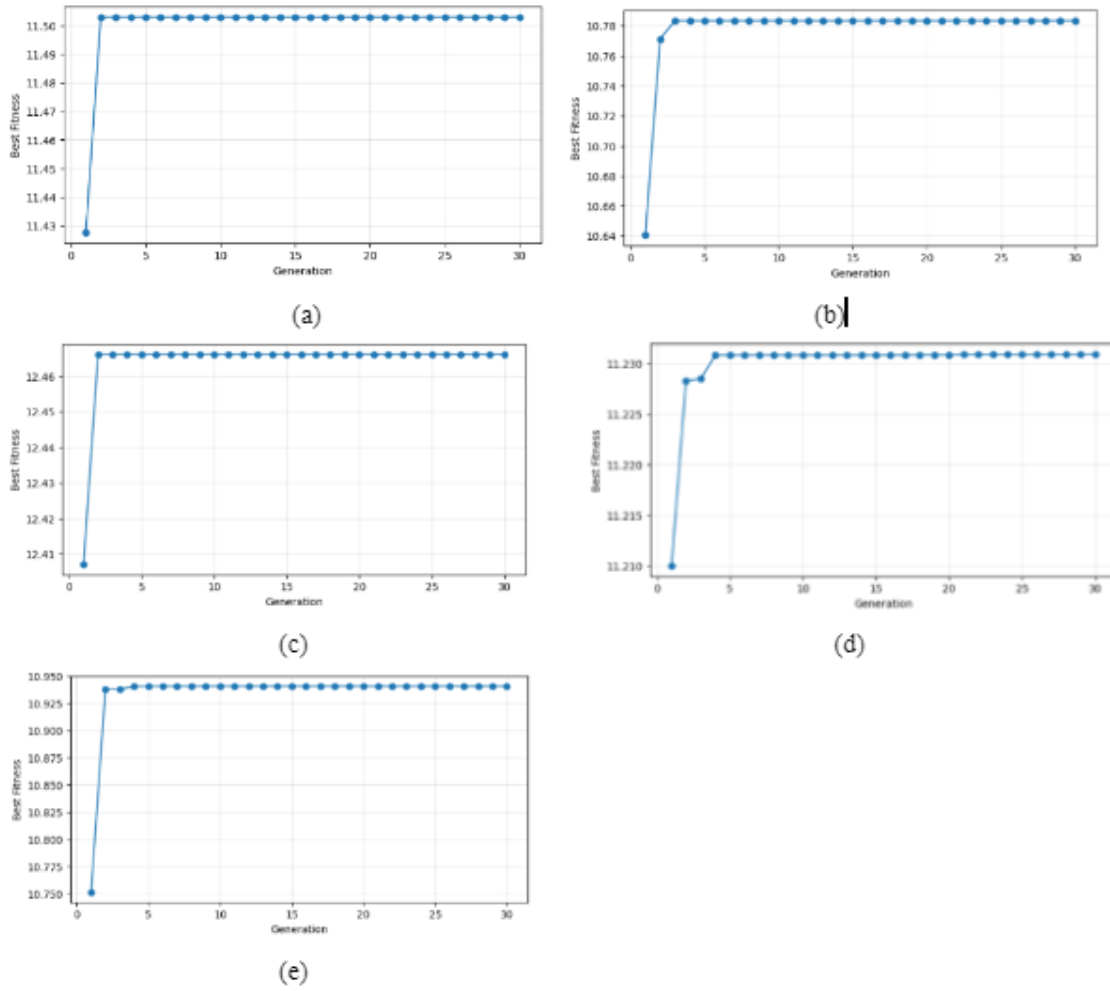 11.50
11.49
11.48
11.47
11.46
11.45
11.44
11.43
Best Fitness
0 5 10 15 20 25 30
Generation
(a)
10.78
10.76
10.74
10.72
10.70
10.68
10.66
10.64
Best Fitness
0 5 10 15 20 25 30
Generation
(b)
12.46
12.45
12.44
12.43
12.42
12.41
Best Fitness
0 5 10 15 20 25 30
Generation
(c)
11.230
11.225
11.220
11.215
11.210
Best Fitness
0 5 10 15 20 25 30
Generation
(d)
10.950
10.925
10.900
10.875
10.850
10.825
10.800
10.775
10.750
Best Fitness
0 5 10 15 20 25 30
Generation
(e)